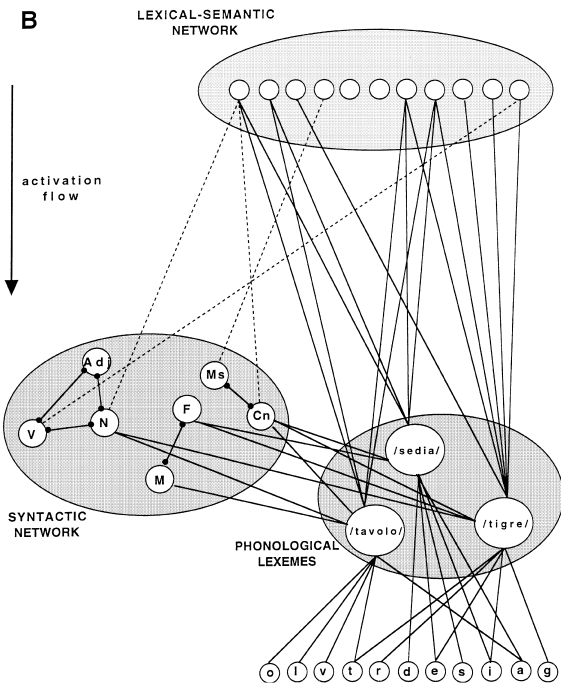 B
LEXICAL-SEMANTIC
NETWORK
activation
flow
Adj
Ms
F
Cn
V
N
M
/sedia/
/tavolo/
/tigre/
SYNTACTIC
NETWORK
PHONOLOGICAL
LEXEMES
o l v t r d e s i a g